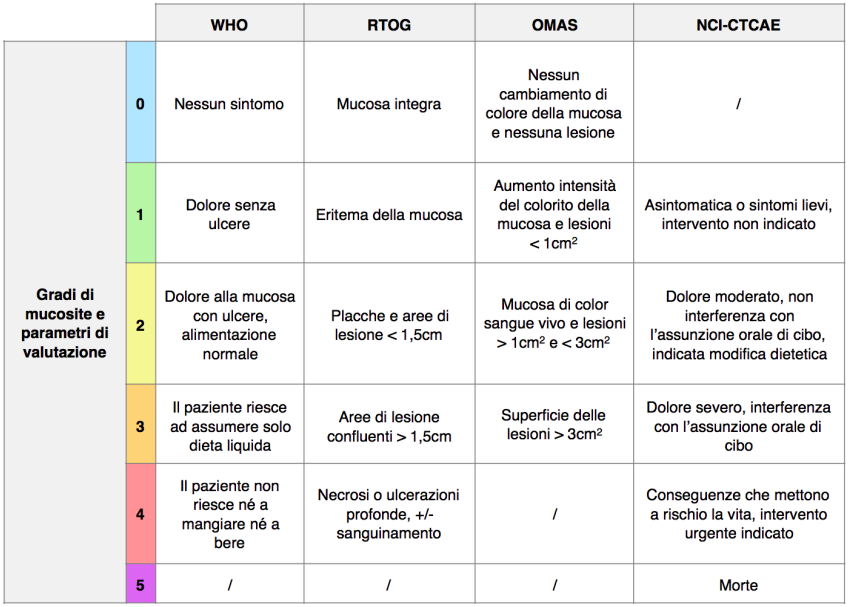 WHO RTOG OMAS NCI-CTCAE
Gradi di
mucosite e
parametri di
valutazione
0
Nessun sintomo
Mucosa integra
Nessun
cambiamento di
colore della mucosa
e nessuna lesione
/
1
Dolore senza
ulcere
Eritema della mucosa
Aumento intensità
del colorito della
mucosa e lesioni
< 1cm²
Asintomatica o sintomi lievi,
intervento non indicato
2
Dolore alla mucosa
con ulcere,
alimentazione
normale
Placche e aree di
lesione < 1,5cm
Mucosa di color
sangue vivo e lesioni
> 1cm² e < 3cm²
Dolore moderato, non
interferenza con
l’assunzione orale di cibo,
indicata modifica dietetica
3
Il paziente riesce
ad assumere solo
dieta liquida
Aree di lesione
confluenti > 1,5cm
Superficie delle
lesioni > 3cm²
Dolore severo, interferenza
con l’assunzione orale di
cibo
4
Il paziente non
riesce né a
mangiare né a
bere
Necrosi o ulcerazioni
profonde, +/-
sanguinamento
/
Conseguenze che mettono
a rischio la vita, intervento
urgente indicato
5
/
/
/
Morte